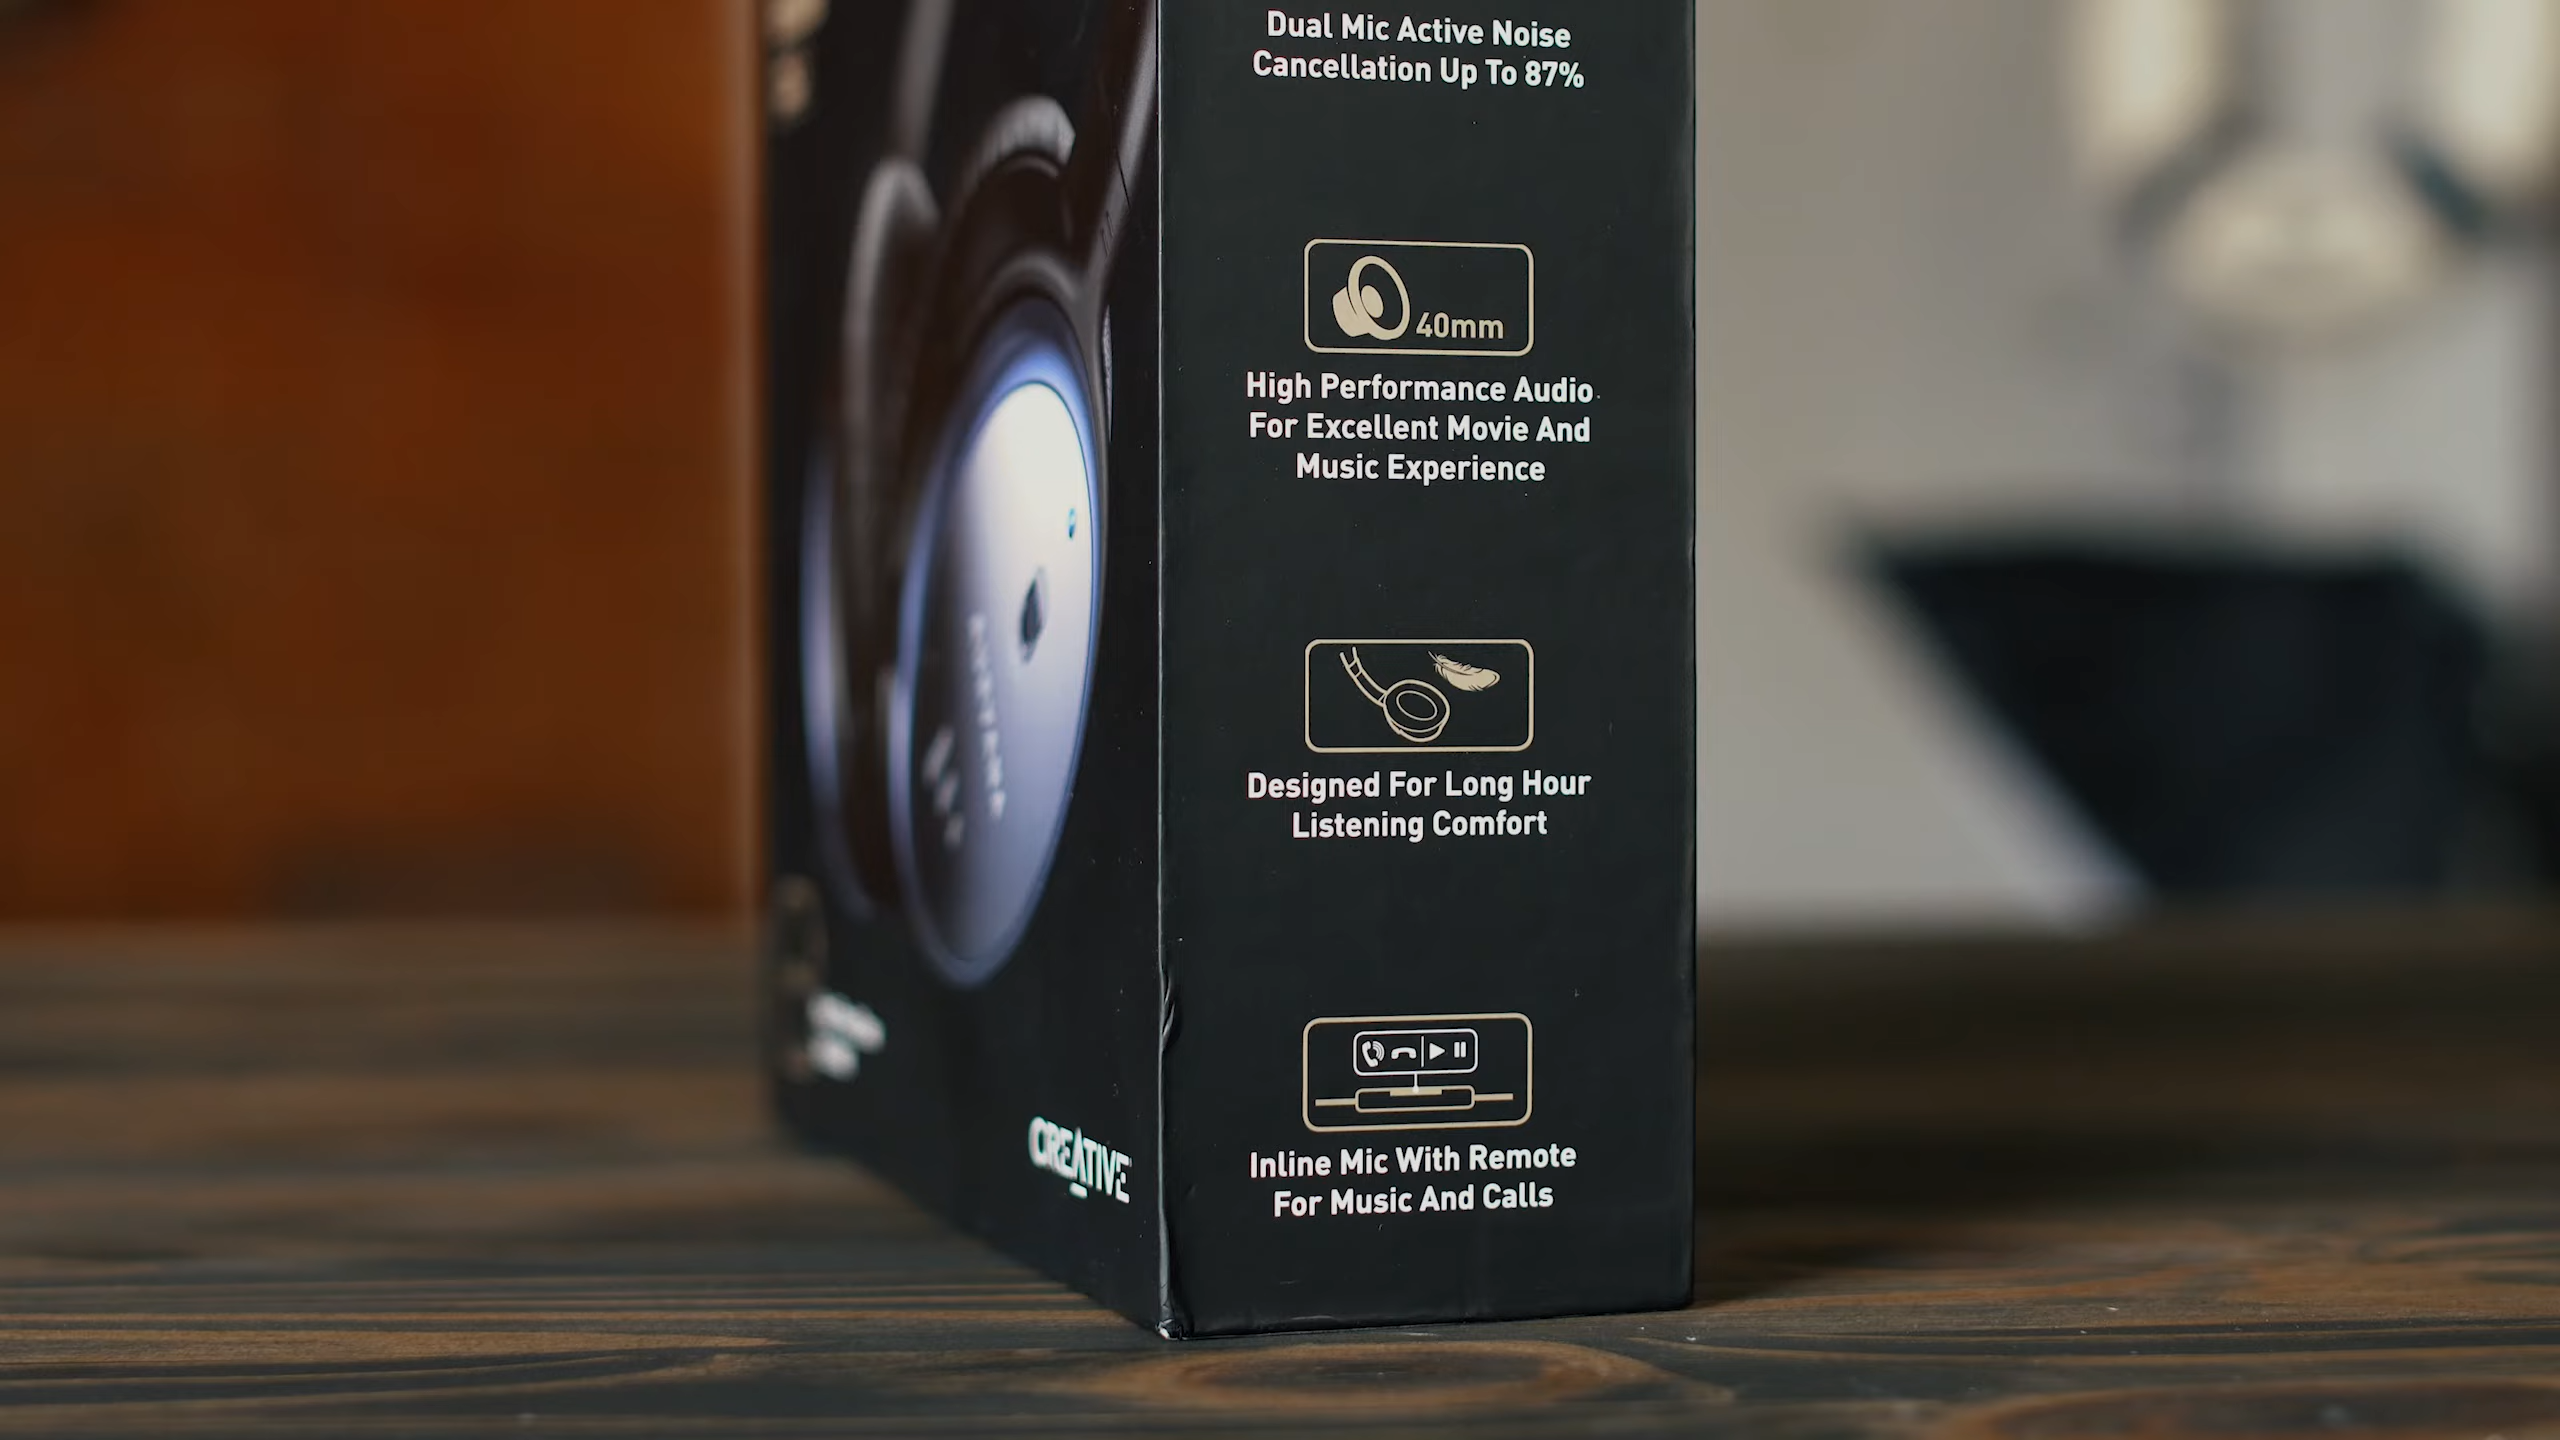 Dual Mic Active Noise
Cancellation Up To 87%
40mm
High Performance Audio
For Excellent Movie And
Music Experience
Designed For Long Hour
Listening Comfort
Inline Mic With Remote
For Music And Calls
CREATIVE